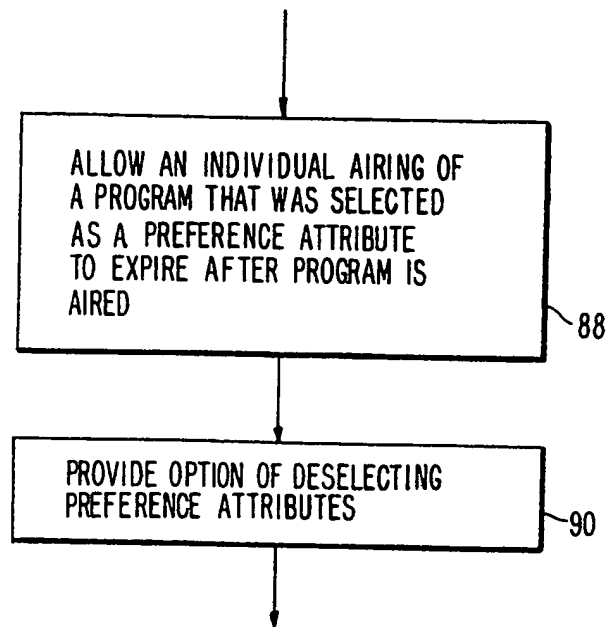 ALLOW AN INDIVIDUAL AIRING OF
A PROGRAM THAT WAS SELECTED
AS A PREFERENCE ATTRIBUTE
TO EXPIRE AFTER PROGRAM IS
AIRED
88
PROVIDE OPTION OF DESELECTING
PREFERENCE ATTRIBUTES
90